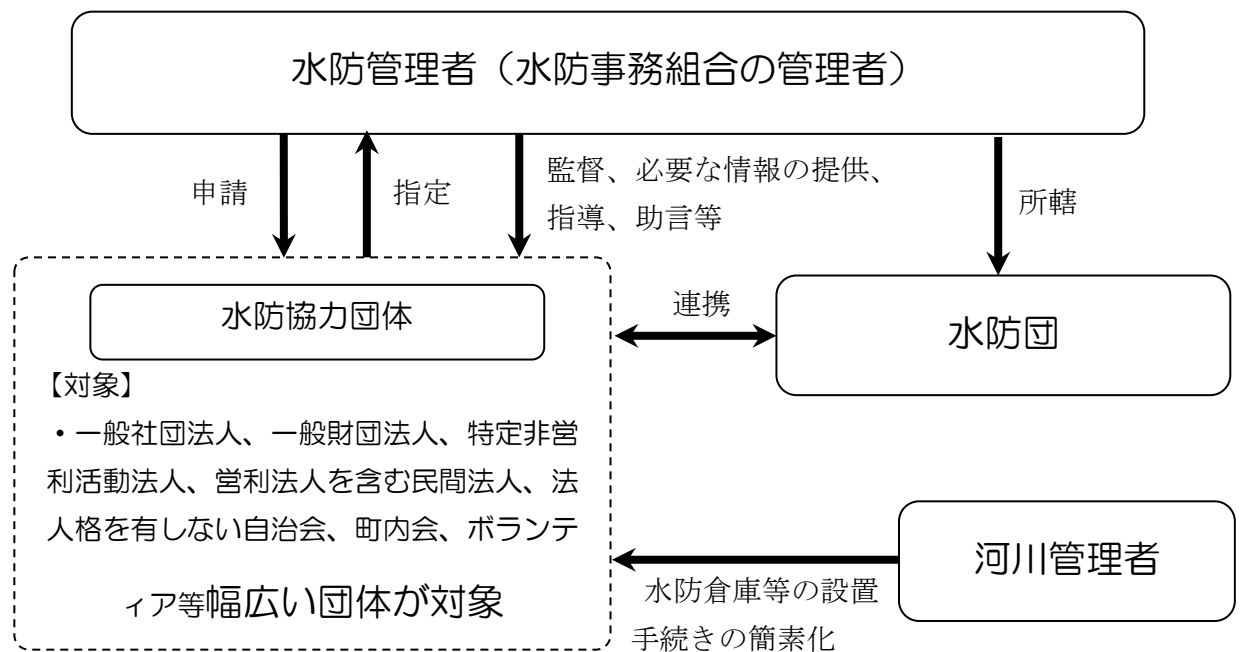 水防管理者（水防事務組合の管理者）
申請
指定
監督、必要な情報の提供、
指導、助言等
所轄
水防協力団体
連携
水防団
【対象】
・一般社団法人、一般財団法人、特定非営
利活動法人、営利法人を含む民間法人、法
人格を有しない自治会、町内会、ボランテ
ィア等幅広い団体が対象
河川管理者
水防倉庫等の設置
手続きの簡素化